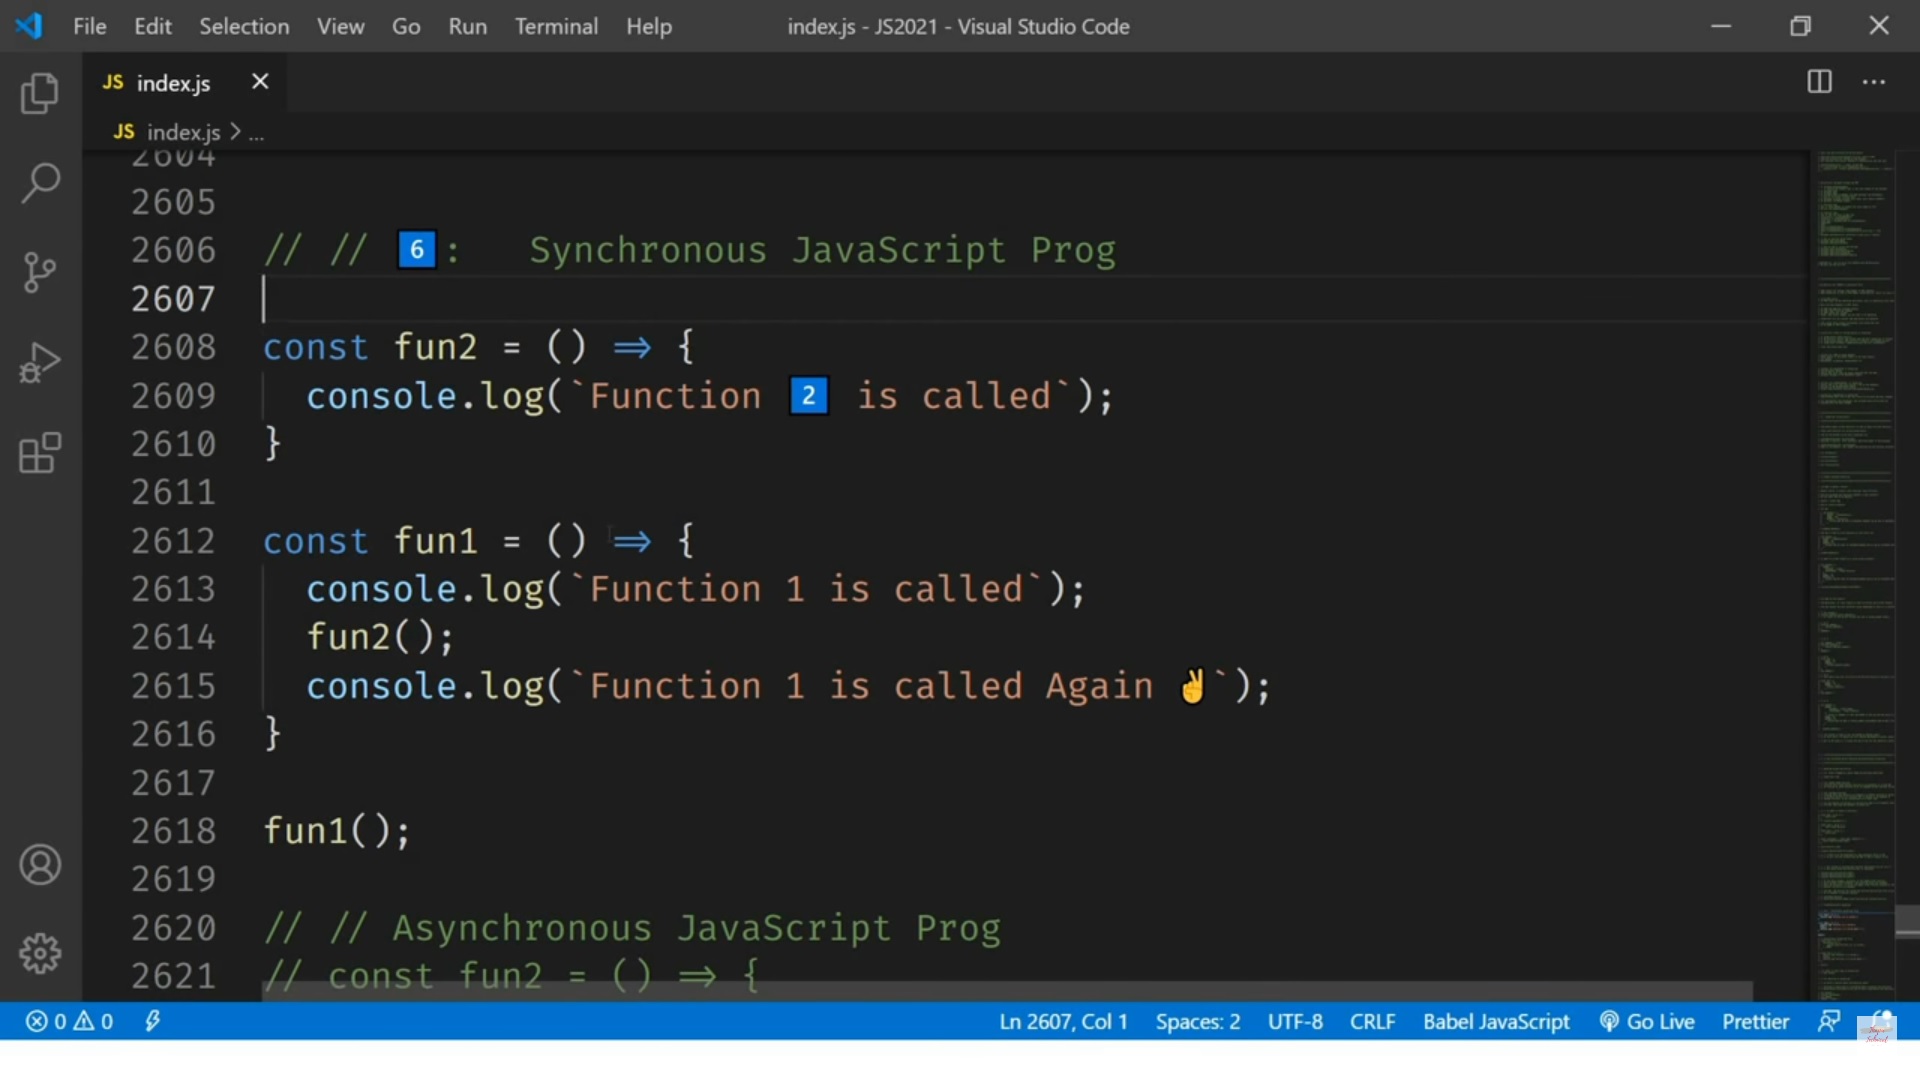 File Edit Selection View Go Run Terminal Help index.js - JS2021 - Visual Studio Code
JS index.js
JS index.js > ...
2604
2605
2606 // // 6️⃣ :   Synchronous JavaScript Prog
2607
2608 const fun2 = () => {
2609   console.log(`Function 2️⃣ is called`);
2610 }
2611
2612 const fun1 = () => {
2613   console.log(`Function 1 is called`);
2614   fun2();
2615   console.log(`Function 1 is called Again ✌`);
2616 }
2617
2618 fun1();
2619
2620 // // Asynchronous JavaScript Prog
2621 // const fun2 = () => {
0 0 Ln 2607, Col 1 Spaces: 2 UTF-8 CRLF Babel JavaScript Go Live Prettier